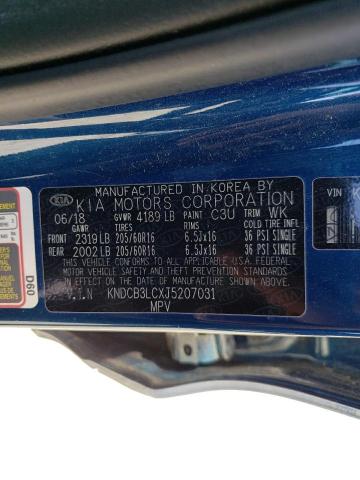 MANUFACTURED IN KOREA BY
KIA KIA MOTORS CORPORATION
06/18 GVWR 4189 LB PAINT C3U TRIM WK
GAWR TIRES RIMS COLD TIRE INFL
FRONT 2319 LB 205/60R16 6.5Jx16 36 PSI SINGLE
REAR 2002 LB 205/60R16 6.5Jx16 36 PSI SINGLE
THIS VEHICLE CONFORMS TO ALL APPLICABLE U.S.A. FEDERAL
MOTOR VEHICLE SAFETY BUMPER, AND THEFT PREVENTION
STANDARDS IN EFFECT ON THE DATE OF MANUFACTURE SHOWN ABOVE.
V.I.N KNDCB3LCXJ5207031
MPV
D60
VIN